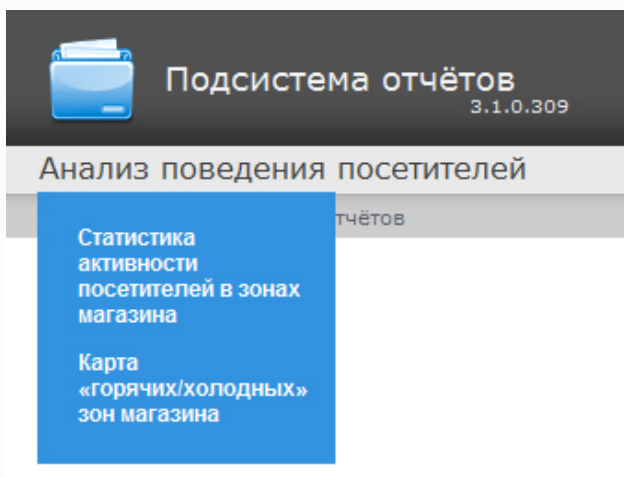 Подсистема отчётов
3.1.0.309
Анализ поведения посетителей
тчётов
Статистика
активности
посетителей в зонах
магазина
Карта
«горячих/холодных»
зон магазина